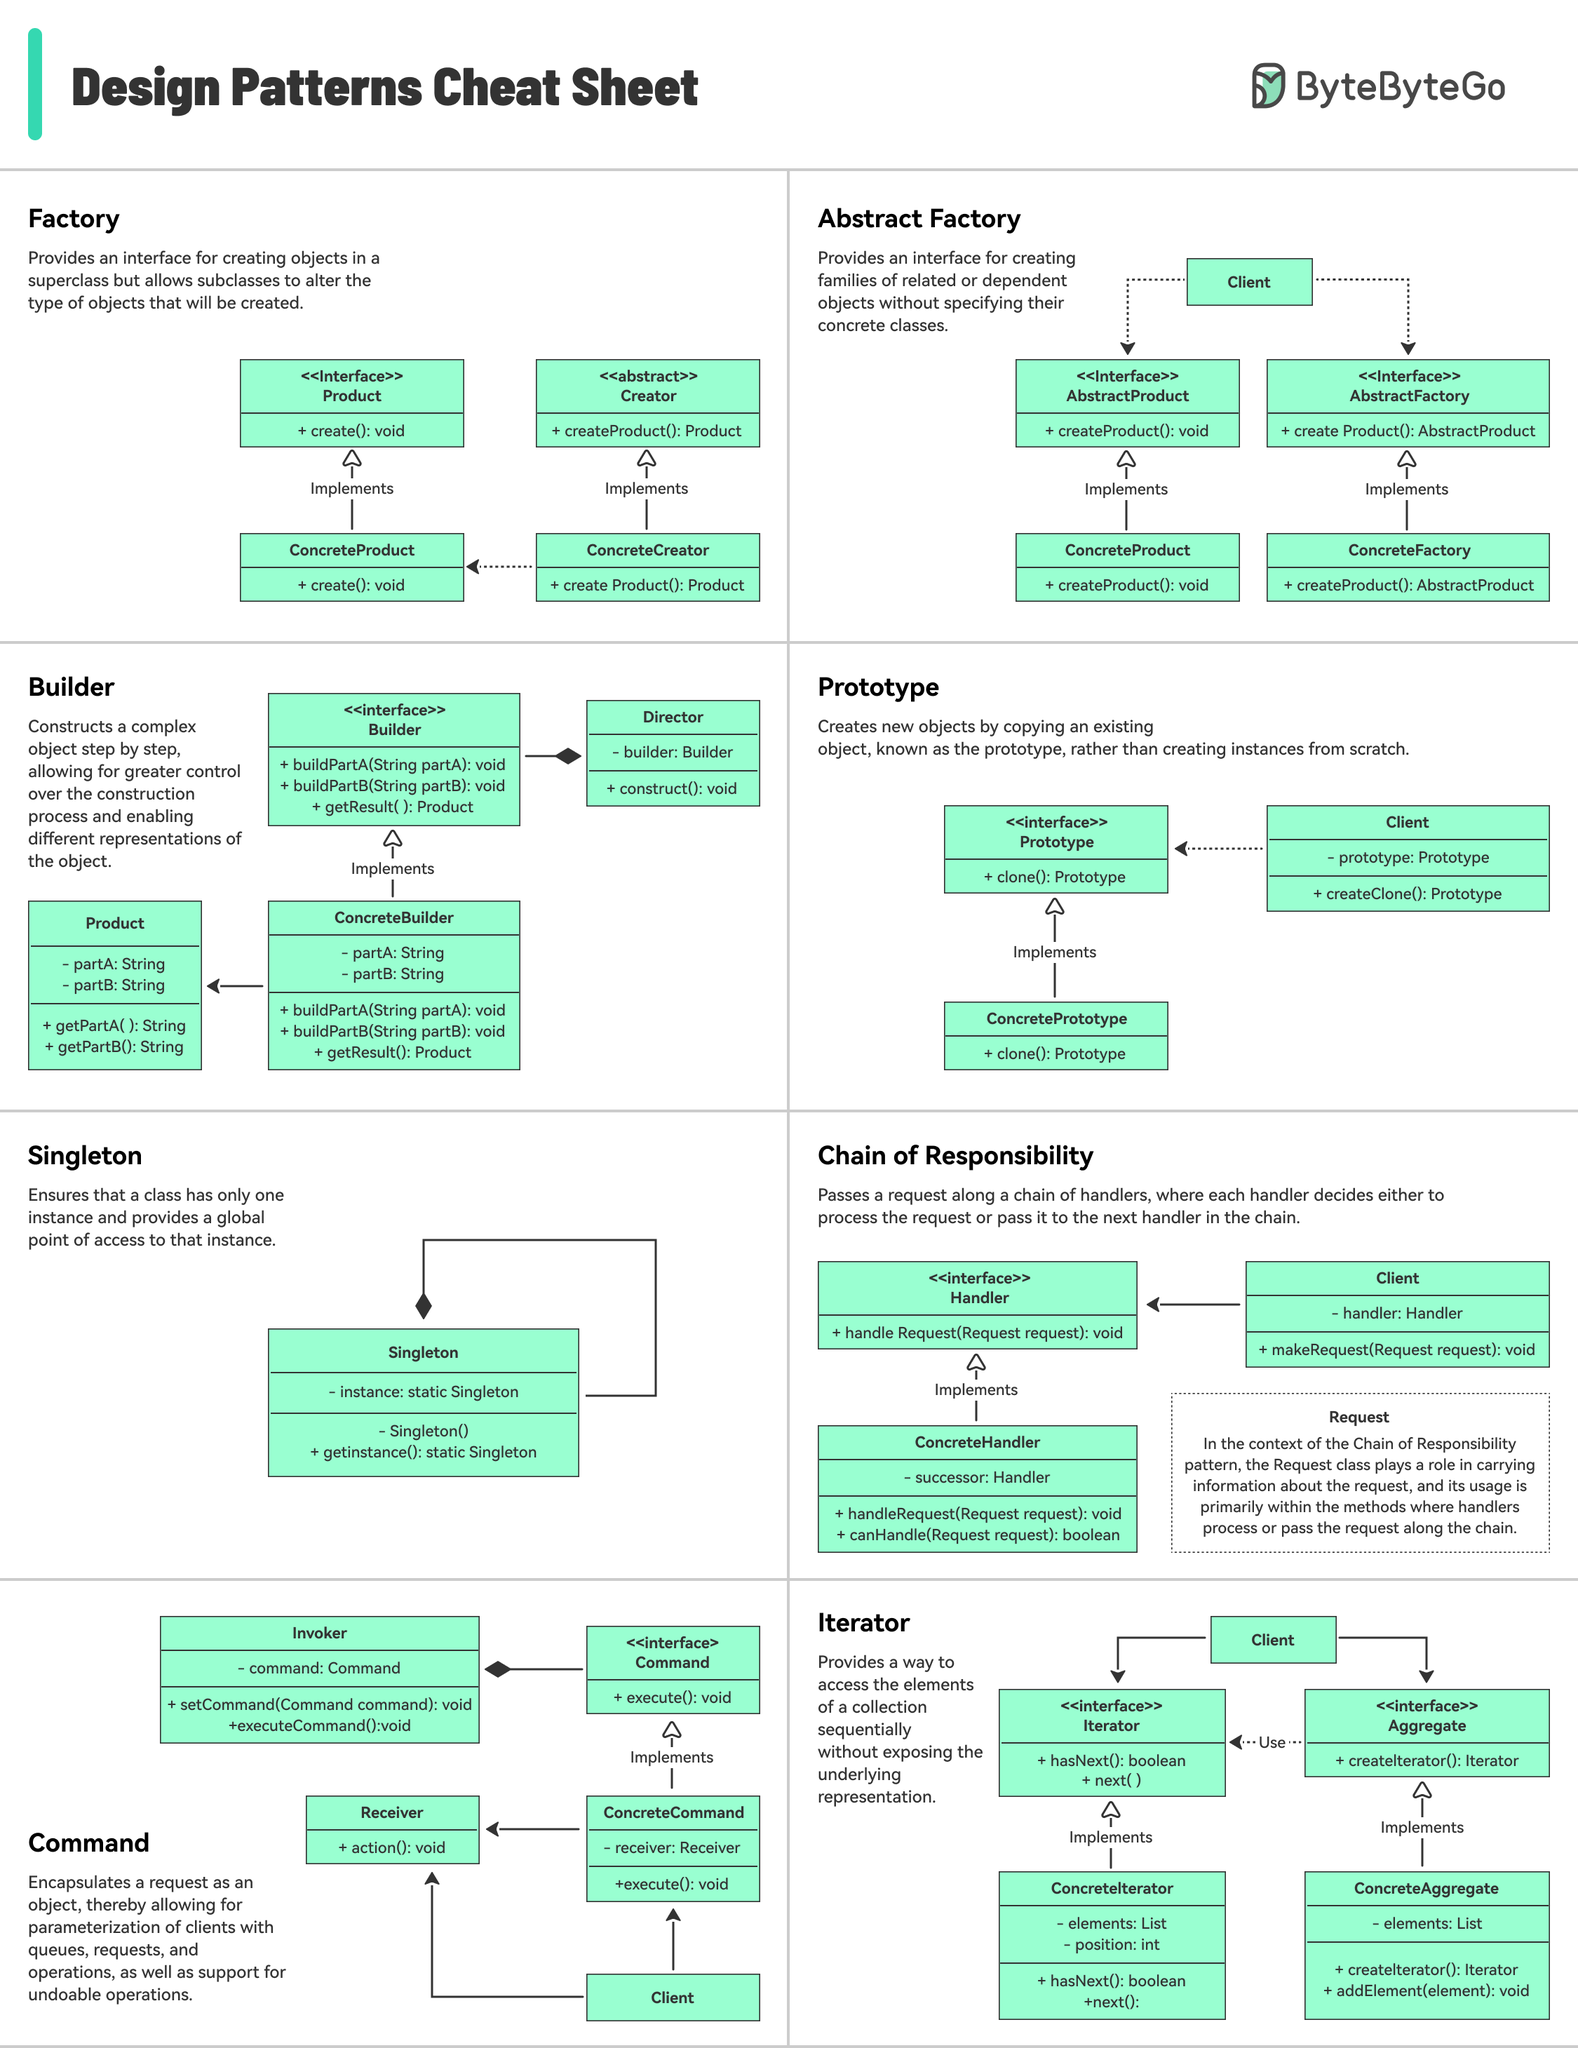 Design Patterns Cheat Sheet
ByteByteGo
Factory
Provides an interface for creating objects in a
superclass but allows subclasses to alter the
type of objects that will be created.
<<Interface>>
Product
+ create(): void
<<abstract>>
Creator
+ createProduct(): Product
Implements
Implements
ConcreteProduct
+ create(): void
ConcreteCreator
+ create Product(): Product
Abstract Factory
Provides an interface for creating
families of related or dependent
objects without specifying their
concrete classes.
Client
<<Interface>>
AbstractProduct
+ createProduct(): void
<<Interface>>
AbstractFactory
+ create Product(): AbstractProduct
Implements
Implements
ConcreteProduct
+ createProduct(): void
ConcreteFactory
+ createProduct(): AbstractProduct
Builder
Constructs a complex
object step by step,
allowing for greater control
over the construction
process and enabling
different representations of
the object.
<<interface>>
Builder
+ buildPartA(String partA): void
+ buildPartB(String partB): void
+ getResult( ): Product
Director
- builder: Builder
+ construct(): void
Implements
Product
- partA: String
- partB: String
+ getPartA( ): String
+ getPartB(): String
ConcreteBuilder
- partA: String
- partB: String
+ buildPartA(String partA): void
+ buildPartB(String partB): void
+ getResult(): Product
Prototype
Creates new objects by copying an existing
object, known as the prototype, rather than creating instances from scratch.
<<interface>>
Prototype
+ clone(): Prototype
Client
- prototype: Prototype
+ createClone(): Prototype
Implements
ConcretePrototype
+ clone(): Prototype
Singleton
Ensures that a class has only one
instance and provides a global
point of access to that instance.
Singleton
- instance: static Singleton
- Singleton()
+ getinstance(): static Singleton
Chain of Responsibility
Passes a request along a chain of handlers, where each handler decides either to
process the request or pass it to the next handler in the chain.
<<interface>>
Handler
+ handle Request(Request request): void
Client
- handler: Handler
+ makeRequest(Request request): void
Implements
ConcreteHandler
- successor: Handler
+ handleRequest(Request request): void
+ canHandle(Request request): boolean
Request
In the context of the Chain of Responsibility
pattern, the Request class plays a role in carrying
information about the request, and its usage is
primarily within the methods where handlers
process or pass the request along the chain.
Invoker
- command: Command
+ setCommand(Command command): void
+executeCommand():void
<<interface>
Command
+ execute(): void
Implements
Receiver
+ action(): void
ConcreteCommand
- receiver: Receiver
+execute(): void
Client
Command
Encapsulates a request as an
object, thereby allowing for
parameterization of clients with
queues, requests, and
operations, as well as support for
undoable operations.
Iterator
Provides a way to
access the elements
of a collection
sequentially
without exposing the
underlying
representation.
Client
<<interface>>
Iterator
+ hasNext(): boolean
+ next( )
Use
<<interface>>
Aggregate
+ createIterator(): Iterator
Implements
Implements
ConcreteIterator
- elements: List
- position: int
+ hasNext(): boolean
+next():
ConcreteAggregate
- elements: List
+ createIterator(): Iterator
+ addElement(element): void